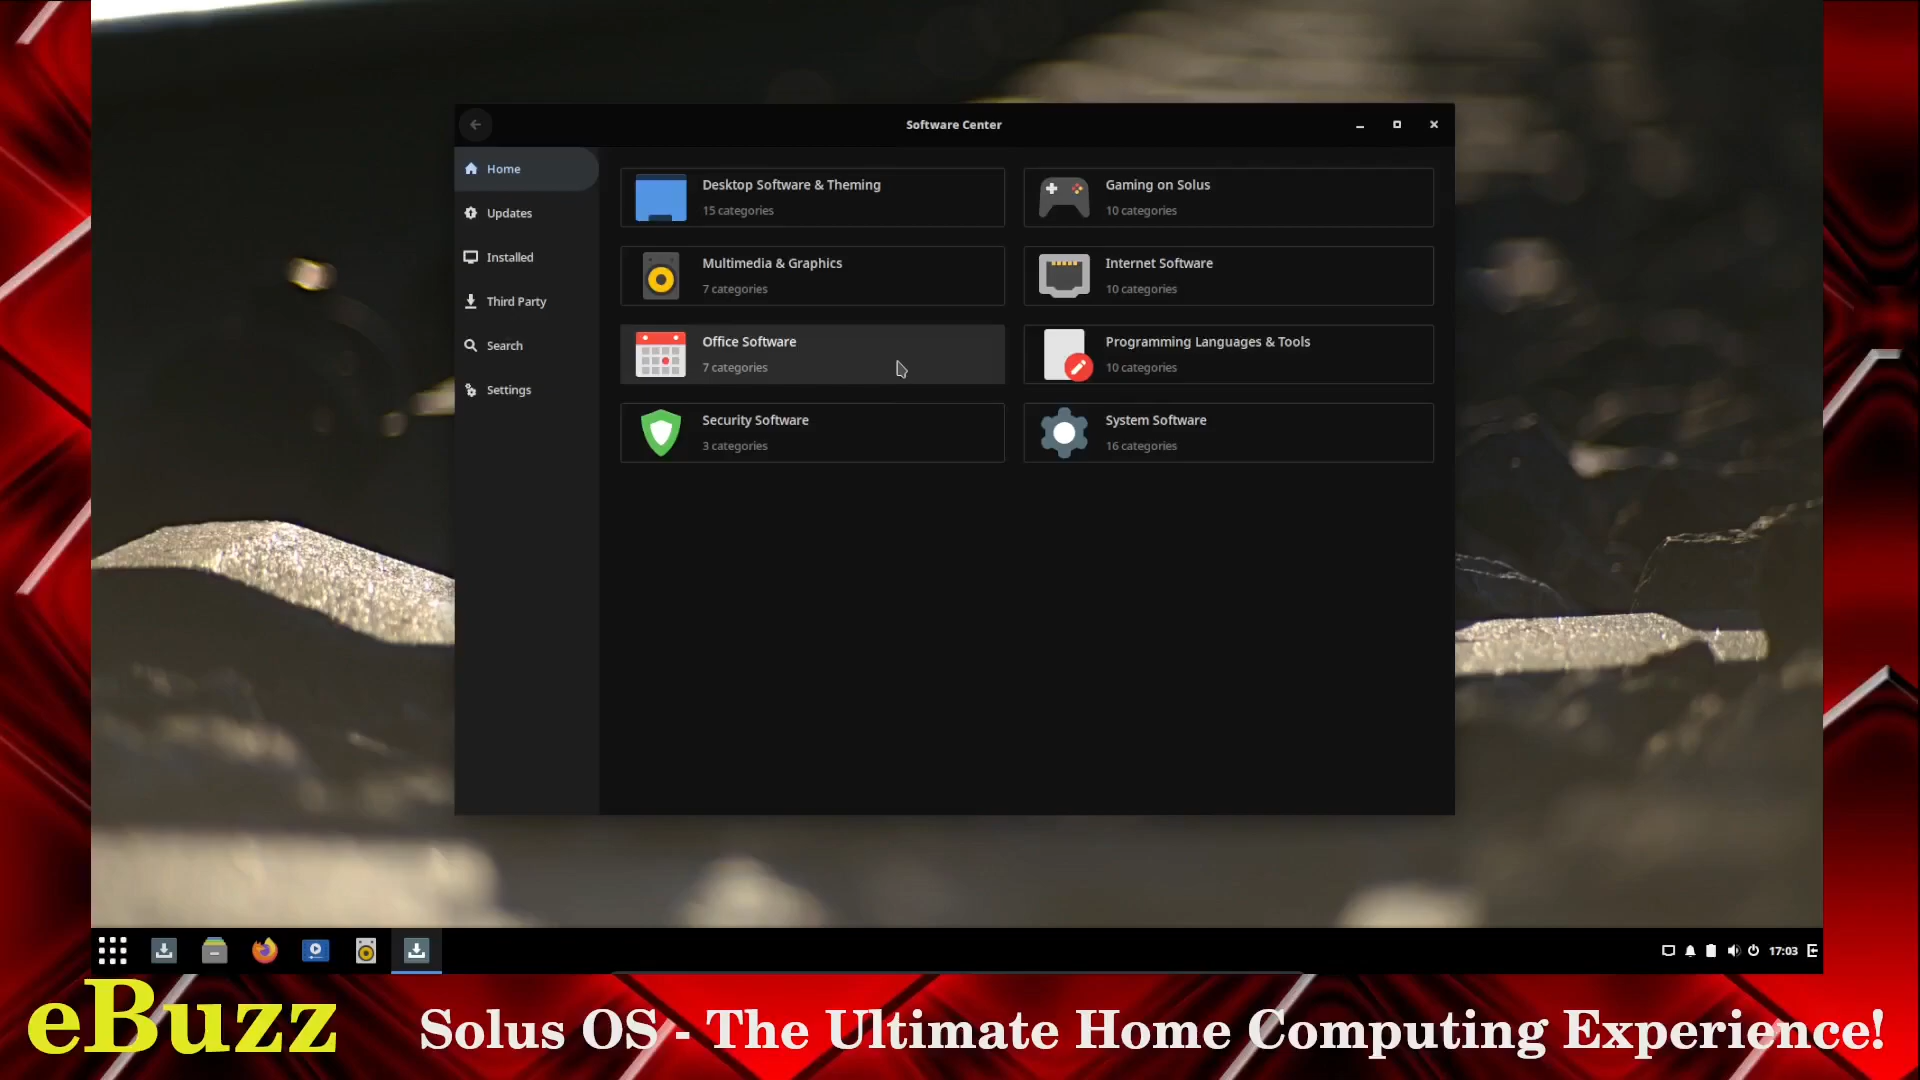 Software Center
Home
Updates
Installed
Third Party
Search
Settings
Desktop Software & Theming
15 categories
Gaming on Solus
10 categories
Multimedia & Graphics
7 categories
Internet Software
10 categories
Office Software
7 categories
Programming Languages & Tools
10 categories
Security Software
3 categories
System Software
16 categories
17:03
eBuzz
Solus OS - The Ultimate Home Computing Experience!